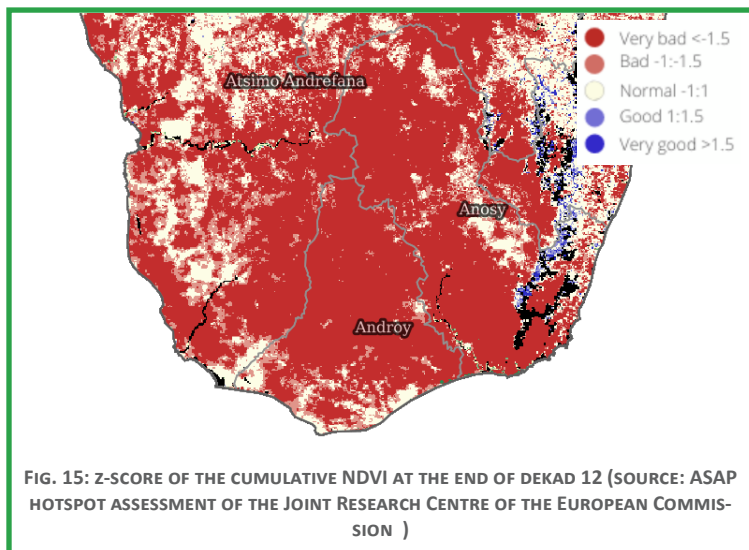 Very bad <-1.5
Bad -1:-1.5
Normal -1:1
Good 1:1.5
Very good >1.5
Atsimo Andrefana
Anosy
Androy
FIG. 15: Z-SCORE OF THE CUMULATIVE NDVI AT THE END OF DEKAD 12 (SOURCE: ASAP
HOTSPOT ASSESSMENT OF THE JOINT RESEARCH CENTRE OF THE EUROPEAN COMMIS-
SION )